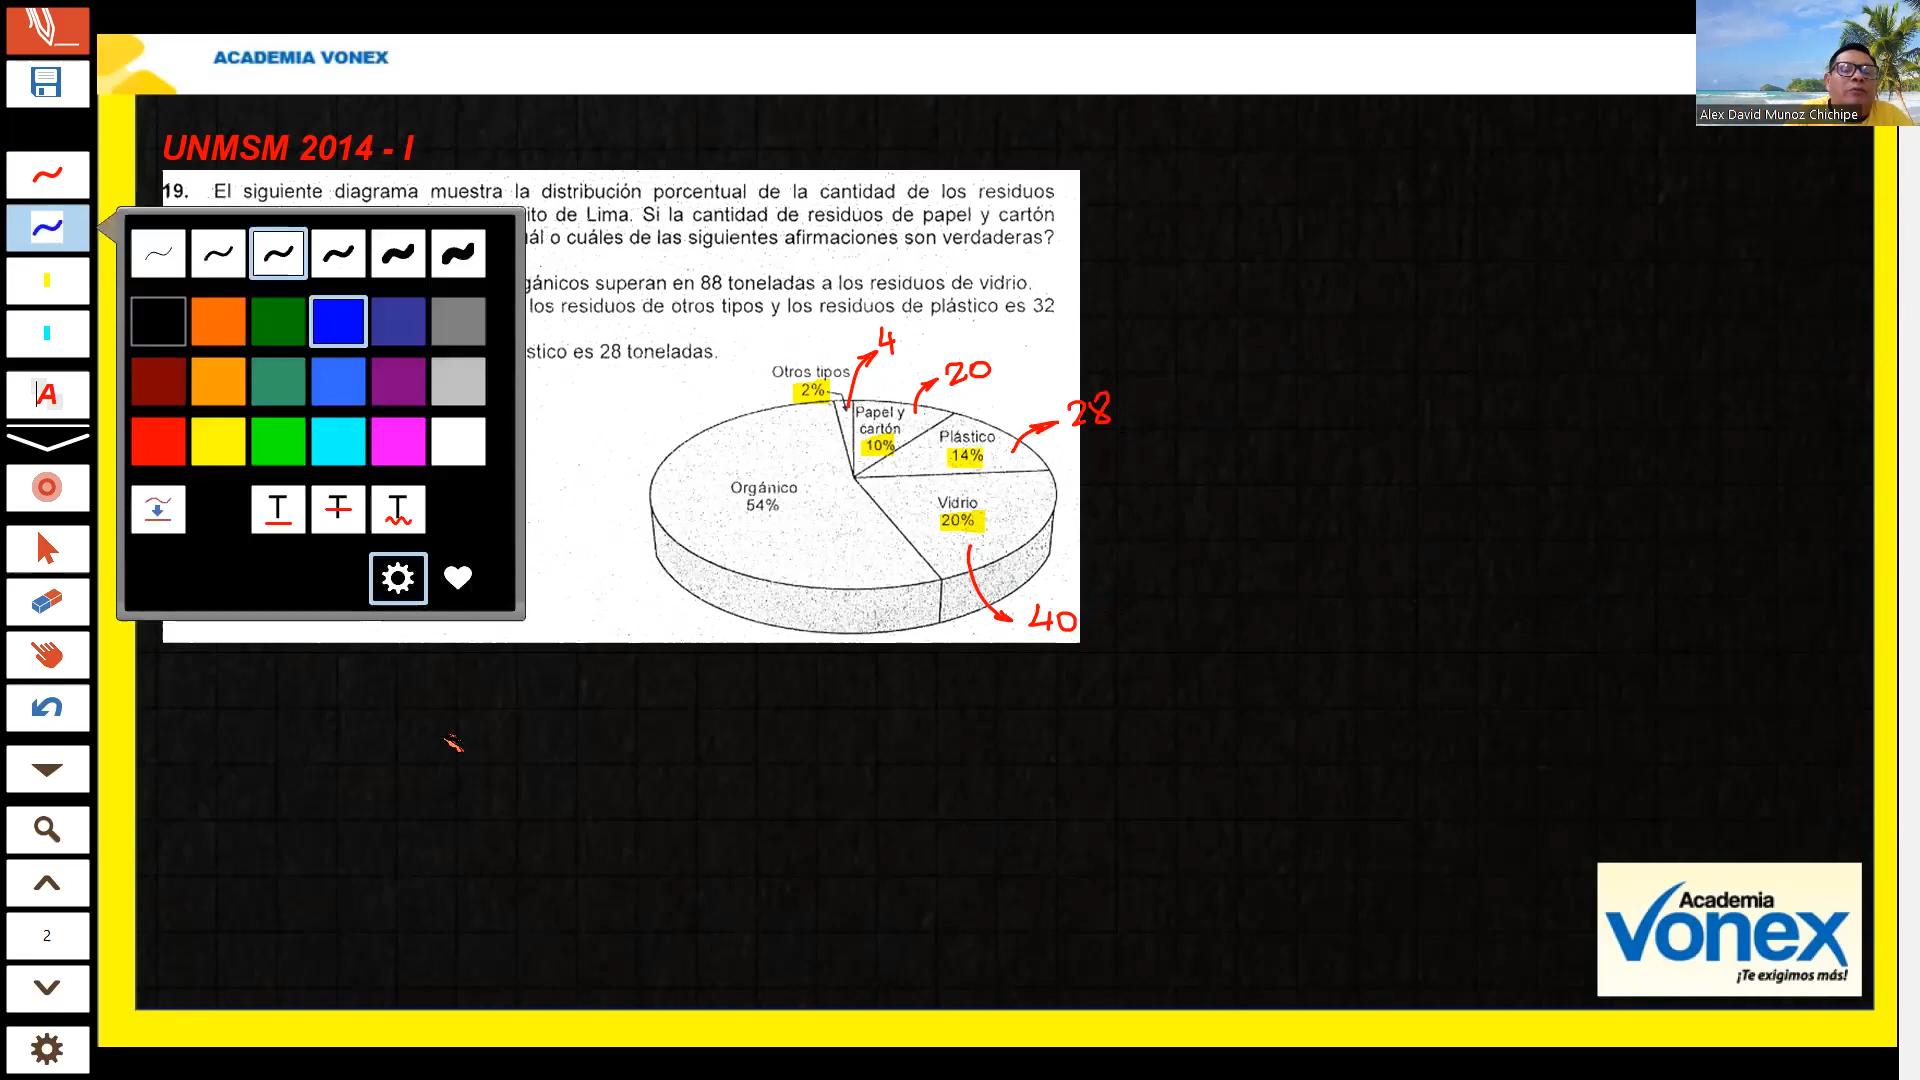 ACADEMIA VONEX
Alex David Munoz Chichipe
UNMSM 2014 - I
19. El siguiente diagrama muestra la distribución porcentual de la cantidad de los residuos
ito de Lima. Si la cantidad de residuos de papel y cartón
ál o cuáles de las siguientes afirmaciones son verdaderas?
gánicos superan en 88 toneladas a los residuos de vidrio.
los residuos de otros tipos y los residuos de plástico es 32
stico es 28 toneladas.
4
Otros tipos
2%
20
Papel y
cartón
10%
28
Plástico
14%
Orgánico
54%
Vidrio
20%
40
A
T
T
T
2
Academia
vonex
¡Te exigimos más!